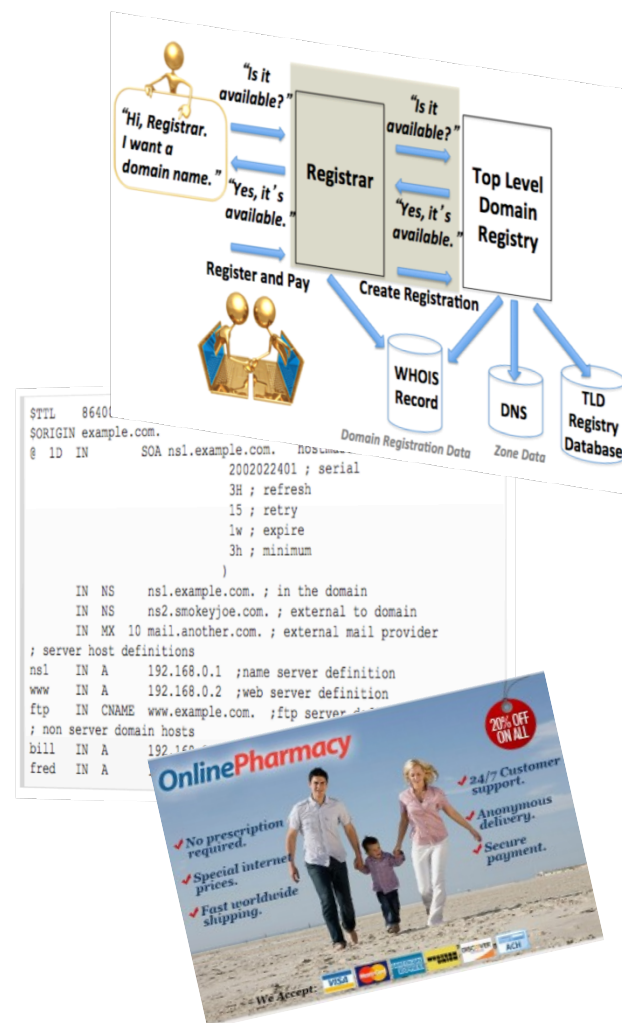 "Hi, Registrar.
I want a
domain name."
"Is it
available?"
"Yes, it's
available."
Register and Pay
Registrar
"Is it
available?"
"Yes, it's
available."
Create Registration
Top Level
Domain
Registry
WHOIS
Record
DNS
TLD
Registry
Database
Domain Registration Data
Zone Data
$TTL 8640
$ORIGIN example.com.
@ 1D IN SOA ns1.example.com.
2002022401 ; serial
3H ; refresh
15 ; retry
1w ; expire
3h ; minimum
)
IN NS ns1.example.com. ; in the domain
IN NS ns2.smokeyjoe.com. ; external to domain
IN MX 10 mail.another.com. ; external mail provider
; server host definitions
ns1 IN A 192.168.0.1 ;name server definition
www IN A 192.168.0.2 ;web server definition
ftp IN CNAME www.example.com. ;ftp server
; non server domain hosts
bill IN A
fred IN A
OnlinePharmacy
20% OFF
ON ALL
No prescription
required.
Special internet
prices.
Fast worldwide
shipping.
24/7 Customer
support.
Anonymous
delivery.
Secure
payment.
We Accept:
VISA
MasterCard
WESTERN
UNION
DISCOVER
ACH